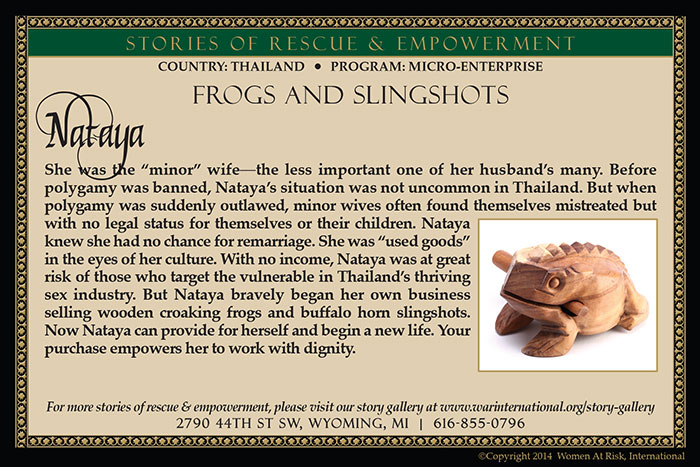 STORIES OF RESCUE & EMPOWERMENT
COUNTRY: THAILAND ● PROGRAM: MICRO-ENTERPRISE
FROGS AND SLINGSHOTS
Nataya
She was the “minor” wife—the less important one of her husband’s many. Before
polygamy was banned, Nataya’s situation was not uncommon in Thailand. But when
polygamy was suddenly outlawed, minor wives often found themselves mistreated but
with no legal status for themselves or their children. Nataya
knew she had no chance for remarriage. She was “used goods”
in the eyes of her culture. With no income, Nataya was at great
risk of those who target the vulnerable in Thailand’s thriving
sex industry. But Nataya bravely began her own business
selling wooden croaking frogs and buffalo horn slingshots.
Now Nataya can provide for herself and begin a new life. Your
purchase empowers her to work with dignity.
For more stories of rescue & empowerment, please visit our story gallery at www.warinternational.org/story-gallery
2790 44TH ST SW, WYOMING, MI | 616-855-0796
©Copyright 2014 Women At Risk, International